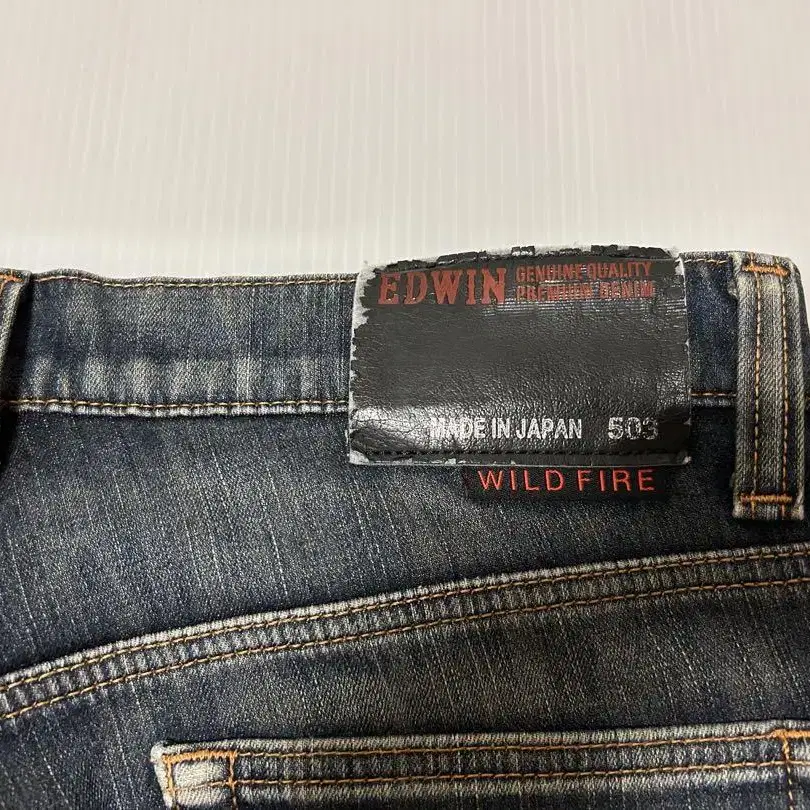 EDWIN GENUINE QUALITY
PREMIUM DENIM
MADE IN JAPAN 503
WILD FIRE